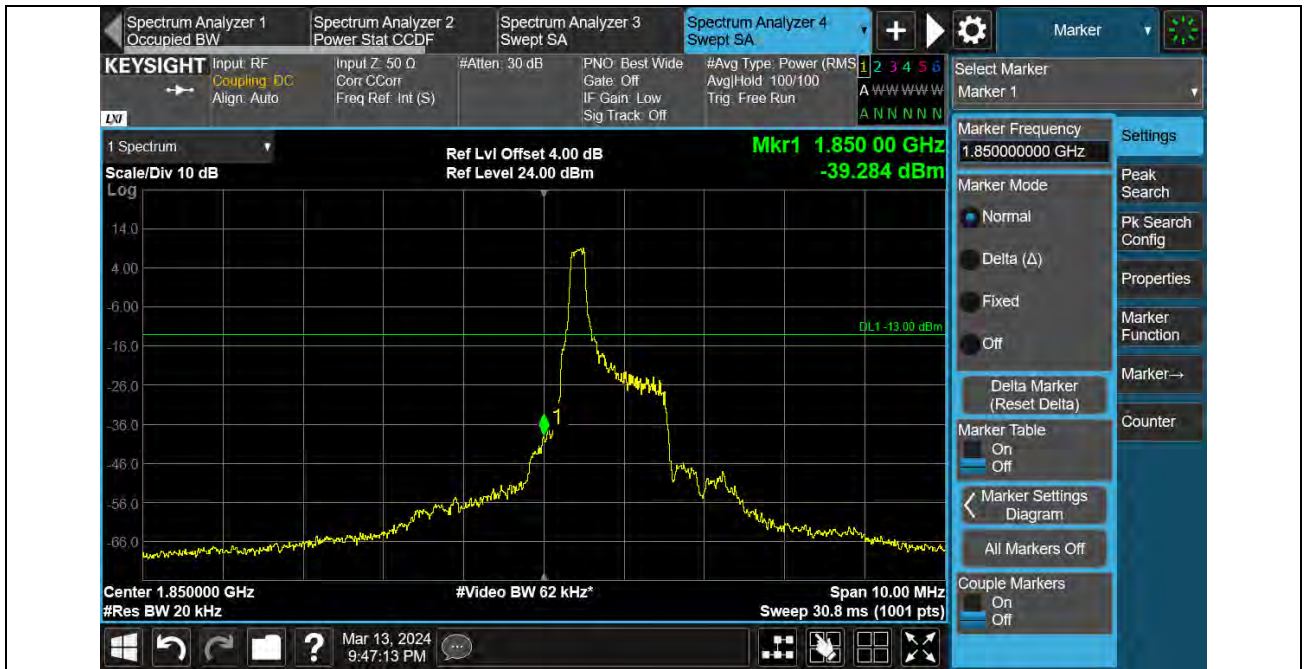 Spectrum Analyzer 1
Occupied BW
Spectrum Analyzer 2
Power Stat CCDF
Spectrum Analyzer 3
Swept SA
Spectrum Analyzer 4
Swept SA
+
Marker
KEYSIGHT
LXI
Input: RF
Coupling: DC
Align: Auto
Input Z: 50 Ω
Corr CCorr
Freq Ref: Int (S)
#Atten: 30 dB
PNO: Best Wide
Gate: Off
IF Gain: Low
Sig Track: Off
#Avg Type: Power (RMS
Avg|Hold: 100/100
Trig: Free Run
1 2 3 4 5 6
A W W W W W
A N N N N N
Select Marker
Marker 1
1 Spectrum
Scale/Div 10 dB
Log
Ref Lvl Offset 4.00 dB
Ref Level 24.00 dBm
Mkr1 1.850 00 GHz
-39.284 dBm
14.0
4.00
-6.00
-16.0
-26.0
-36.0
-46.0
-56.0
-66.0
DL1 -13.00 dBm
1
Center 1.850000 GHz
#Res BW 20 kHz
#Video BW 62 kHz*
Span 10.00 MHz
Sweep 30.8 ms (1001 pts)
Marker Frequency
1.850000000 GHz
Marker Mode
Normal
Delta (Δ)
Fixed
Off
Delta Marker
(Reset Delta)
Marker Table
On
Off
Marker Settings
Diagram
All Markers Off
Couple Markers
On
Off
Settings
Peak
Search
Pk Search
Config
Properties
Marker
Function
Marker→
Counter
?
Mar 13, 2024
9:47:13 PM